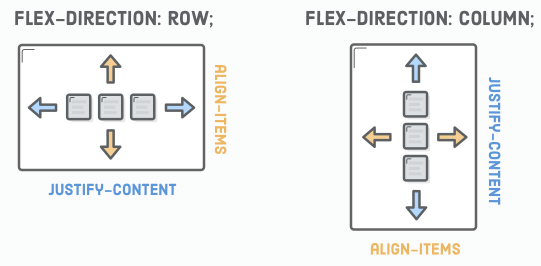 FLEX-DIRECTION: ROW;
ALIGN-ITEMS
JUSTIFY-CONTENT
FLEX-DIRECTION: COLUMN;
JUSTIFY-CONTENT
ALIGN-ITEMS